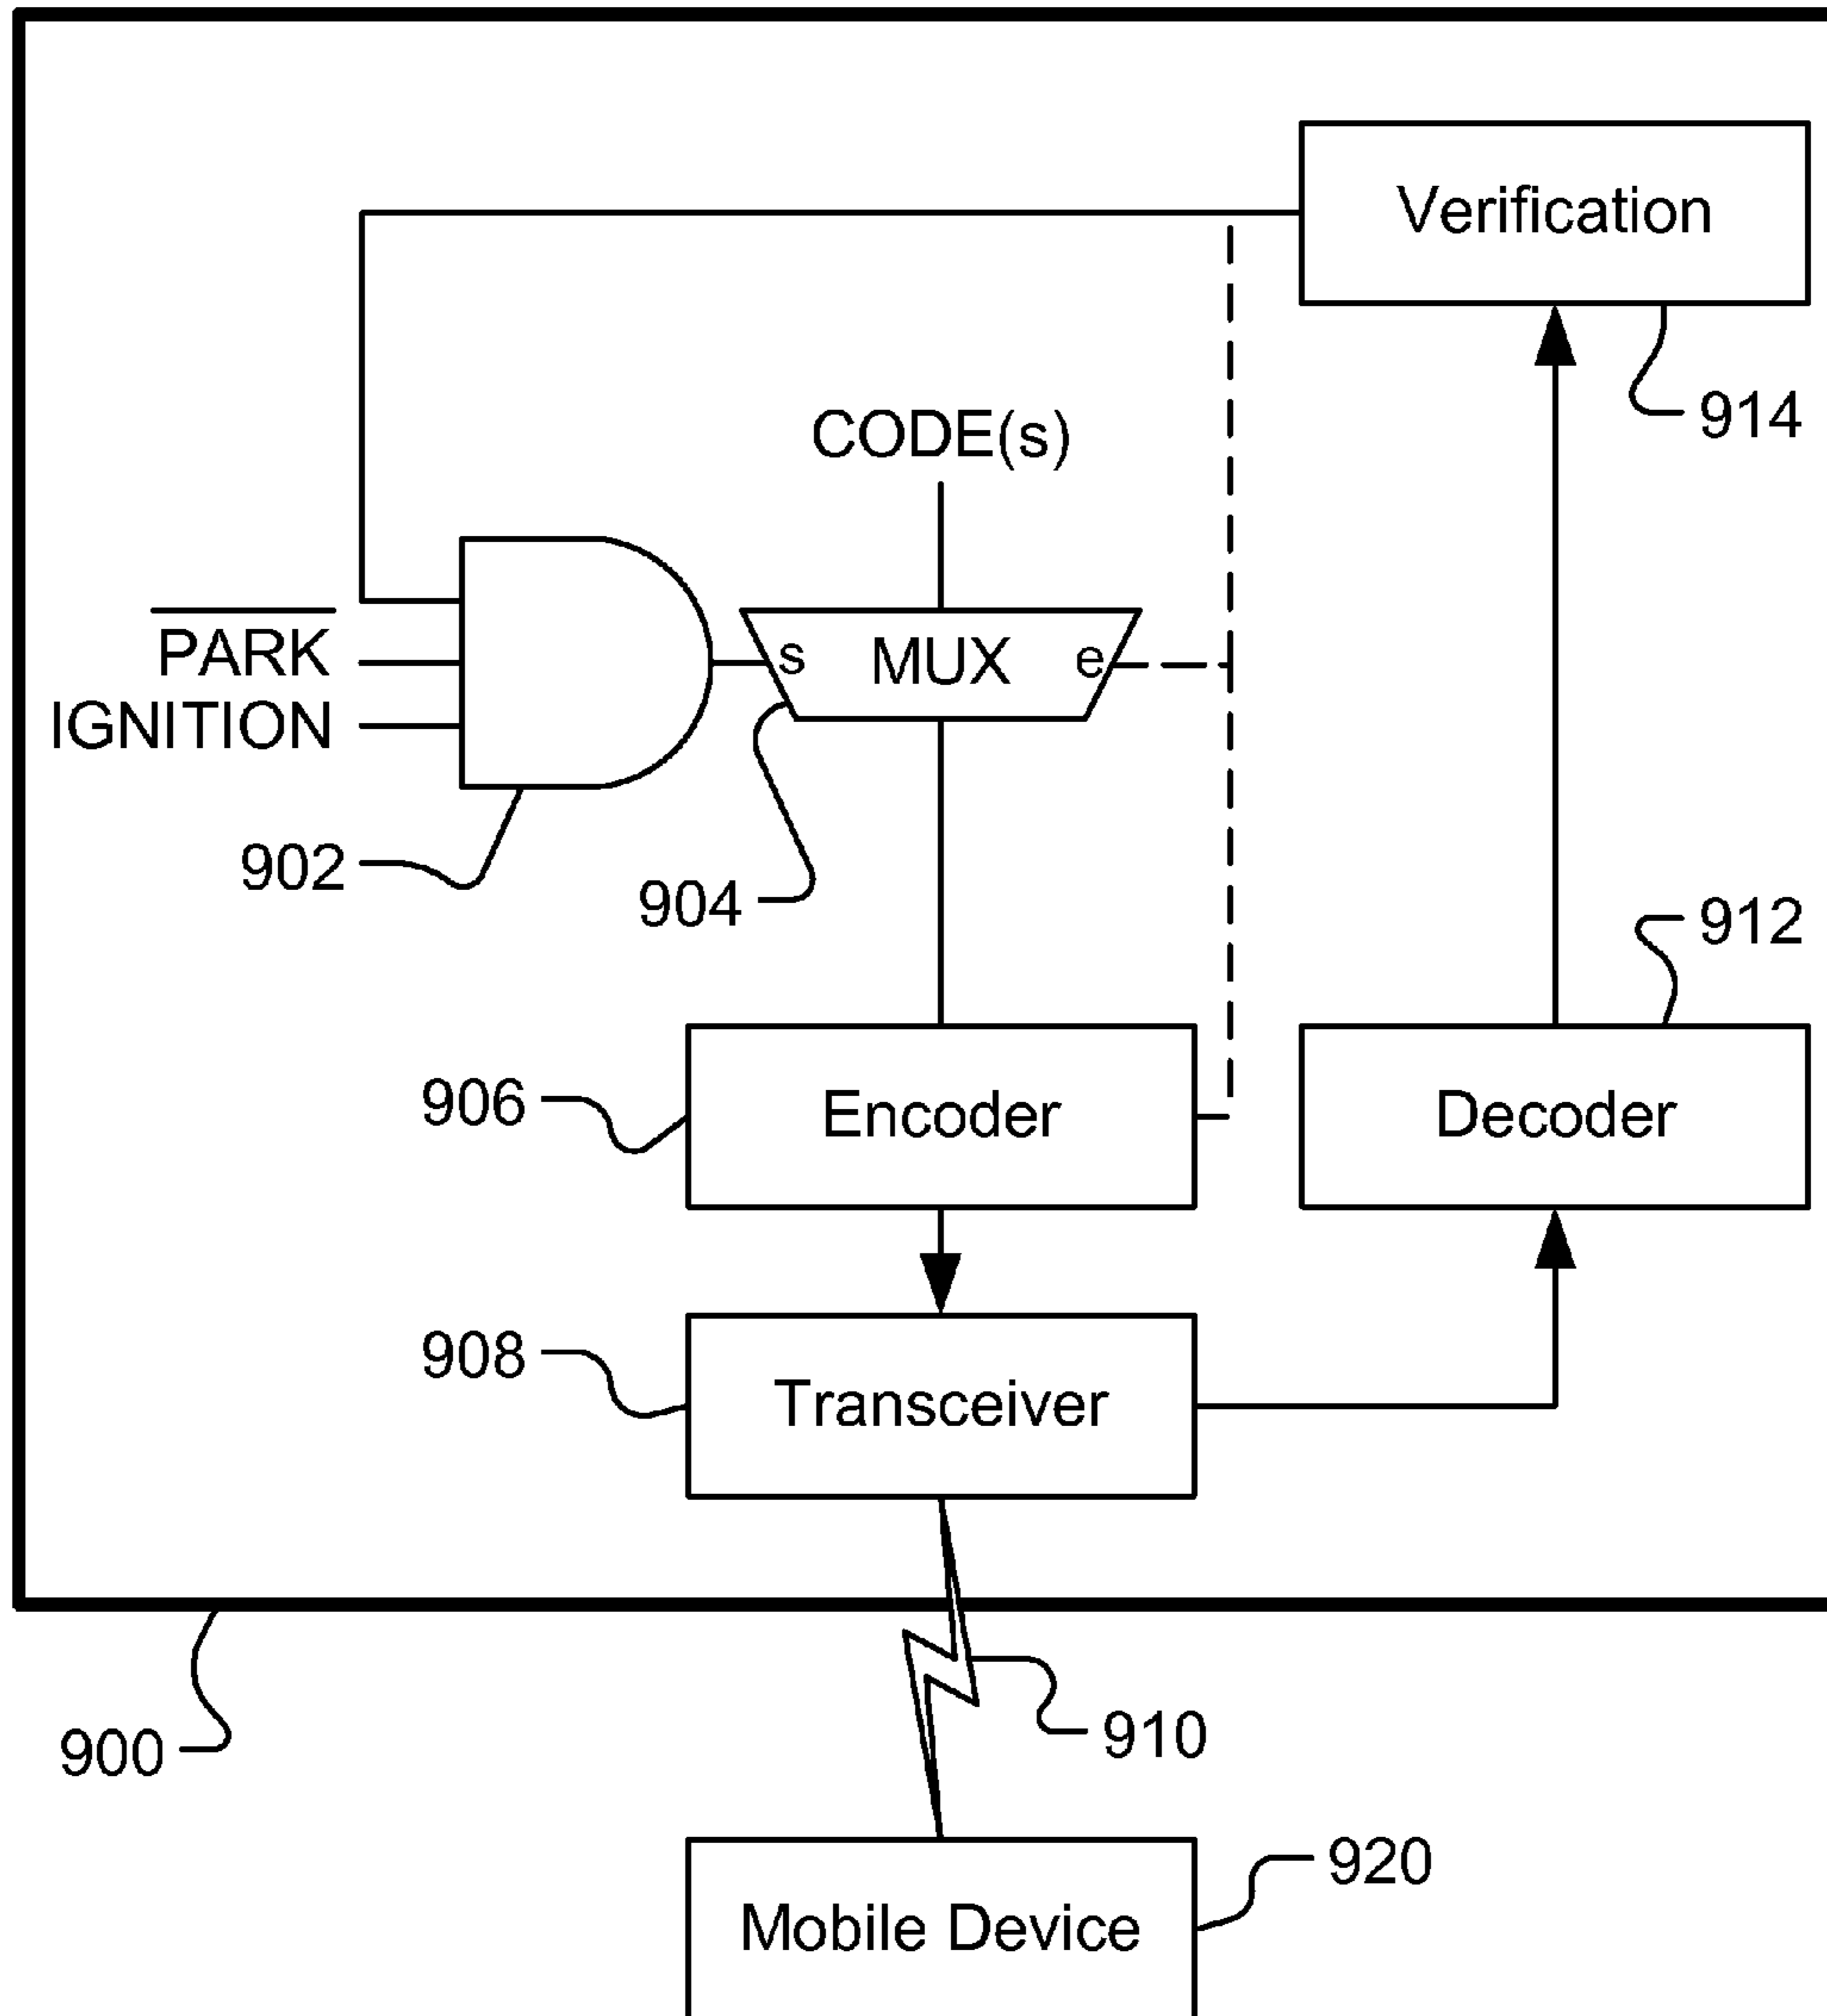 Verification
914
CODE(s)
PARK
s
MUX
e
IGNITION
902
904
912
906
Encoder
Decoder
908
Transceiver
910
900
920
Mobile Device